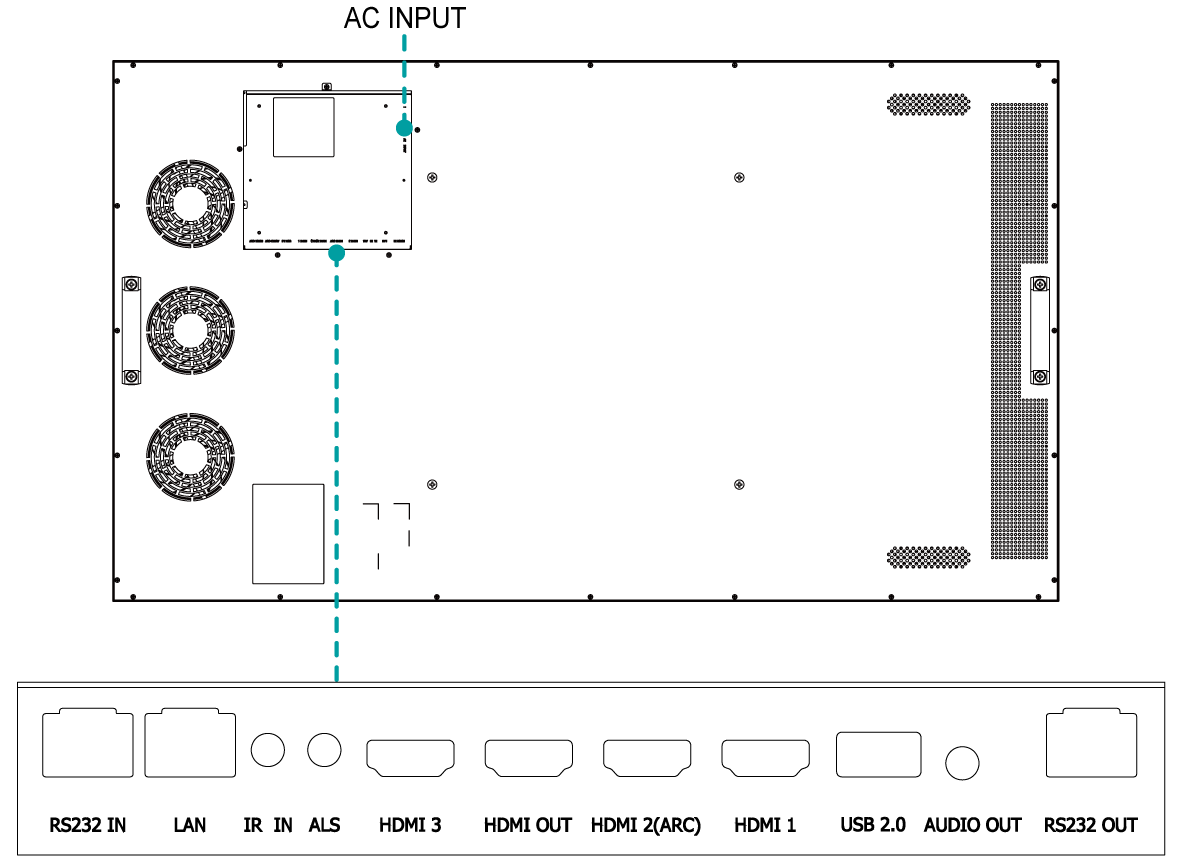 AC INPUT
RS232 IN LAN IR IN ALS HDMI 3 HDMI OUT HDMI 2(ARC) HDMI 1 USB 2.0 AUDIO OUT RS232 OUT